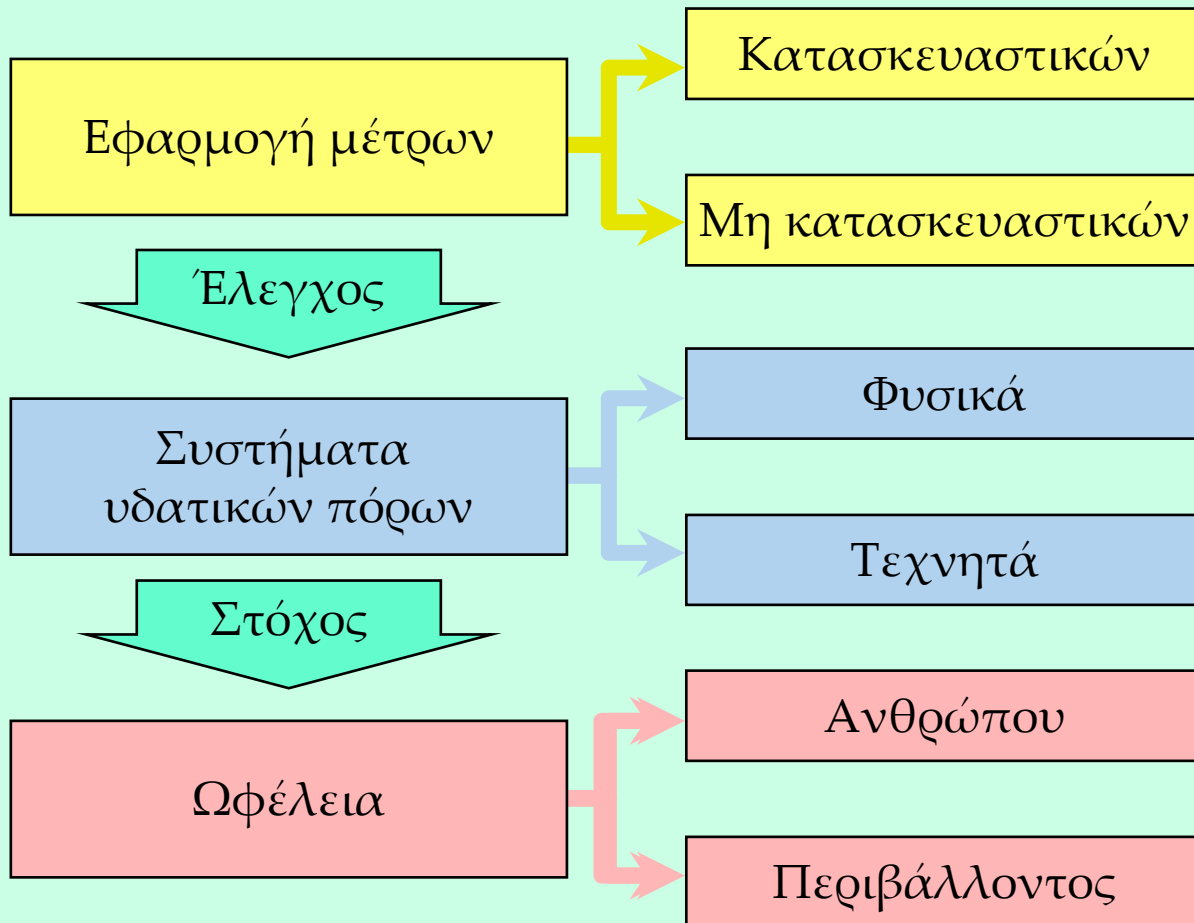 Κατασκευαστικών
Εφαρμογή μέτρων
Μη κατασκευαστικών
Έλεγχος
Φυσικά
Συστήματα
υδατικών πόρων
Τεχνητά
Στόχος
Ανθρώπου
Ωφέλεια
Περιβάλλοντος